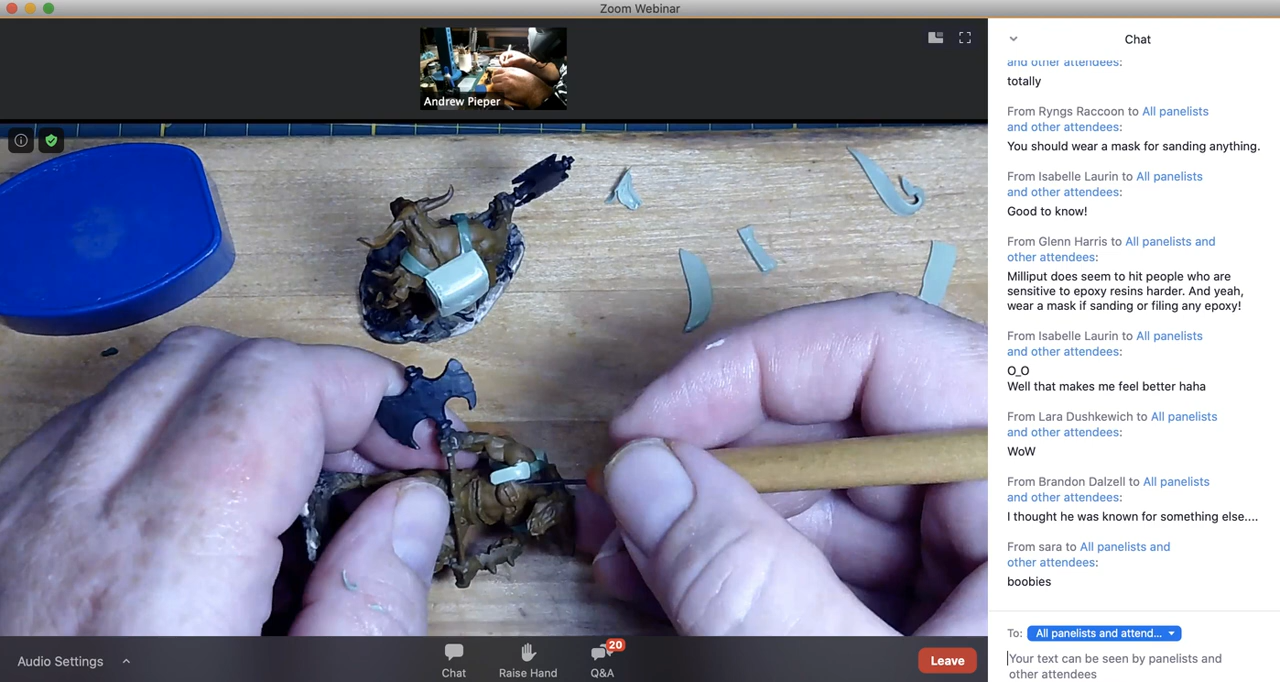 Zoom Webinar
Andrew Pieper
Chat
and other attendees:
totally
From Ryngs Raccoon to All panelists
and other attendees:
You should wear a mask for sanding anything.
From Isabelle Laurin to All panelists
and other attendees:
Good to know!
From Glenn Harris to All panelists and
other attendees:
Milliput does seem to hit people who are
sensitive to epoxy resins harder. And yeah,
wear a mask if sanding or filing any epoxy!
From Isabelle Laurin to All panelists
and other attendees:
O_O
Well that makes me feel better haha
From Lara Dushkewich to All panelists
and other attendees:
WoW
From Brandon Dalzell to All panelists
and other attendees:
I thought he was known for something else....
From sara to All panelists and
other attendees:
boobies
To: All panelists and attend...
Your text can be seen by panelists and
other attendees
Audio Settings
Chat
Raise Hand
20
Q&A
Leave